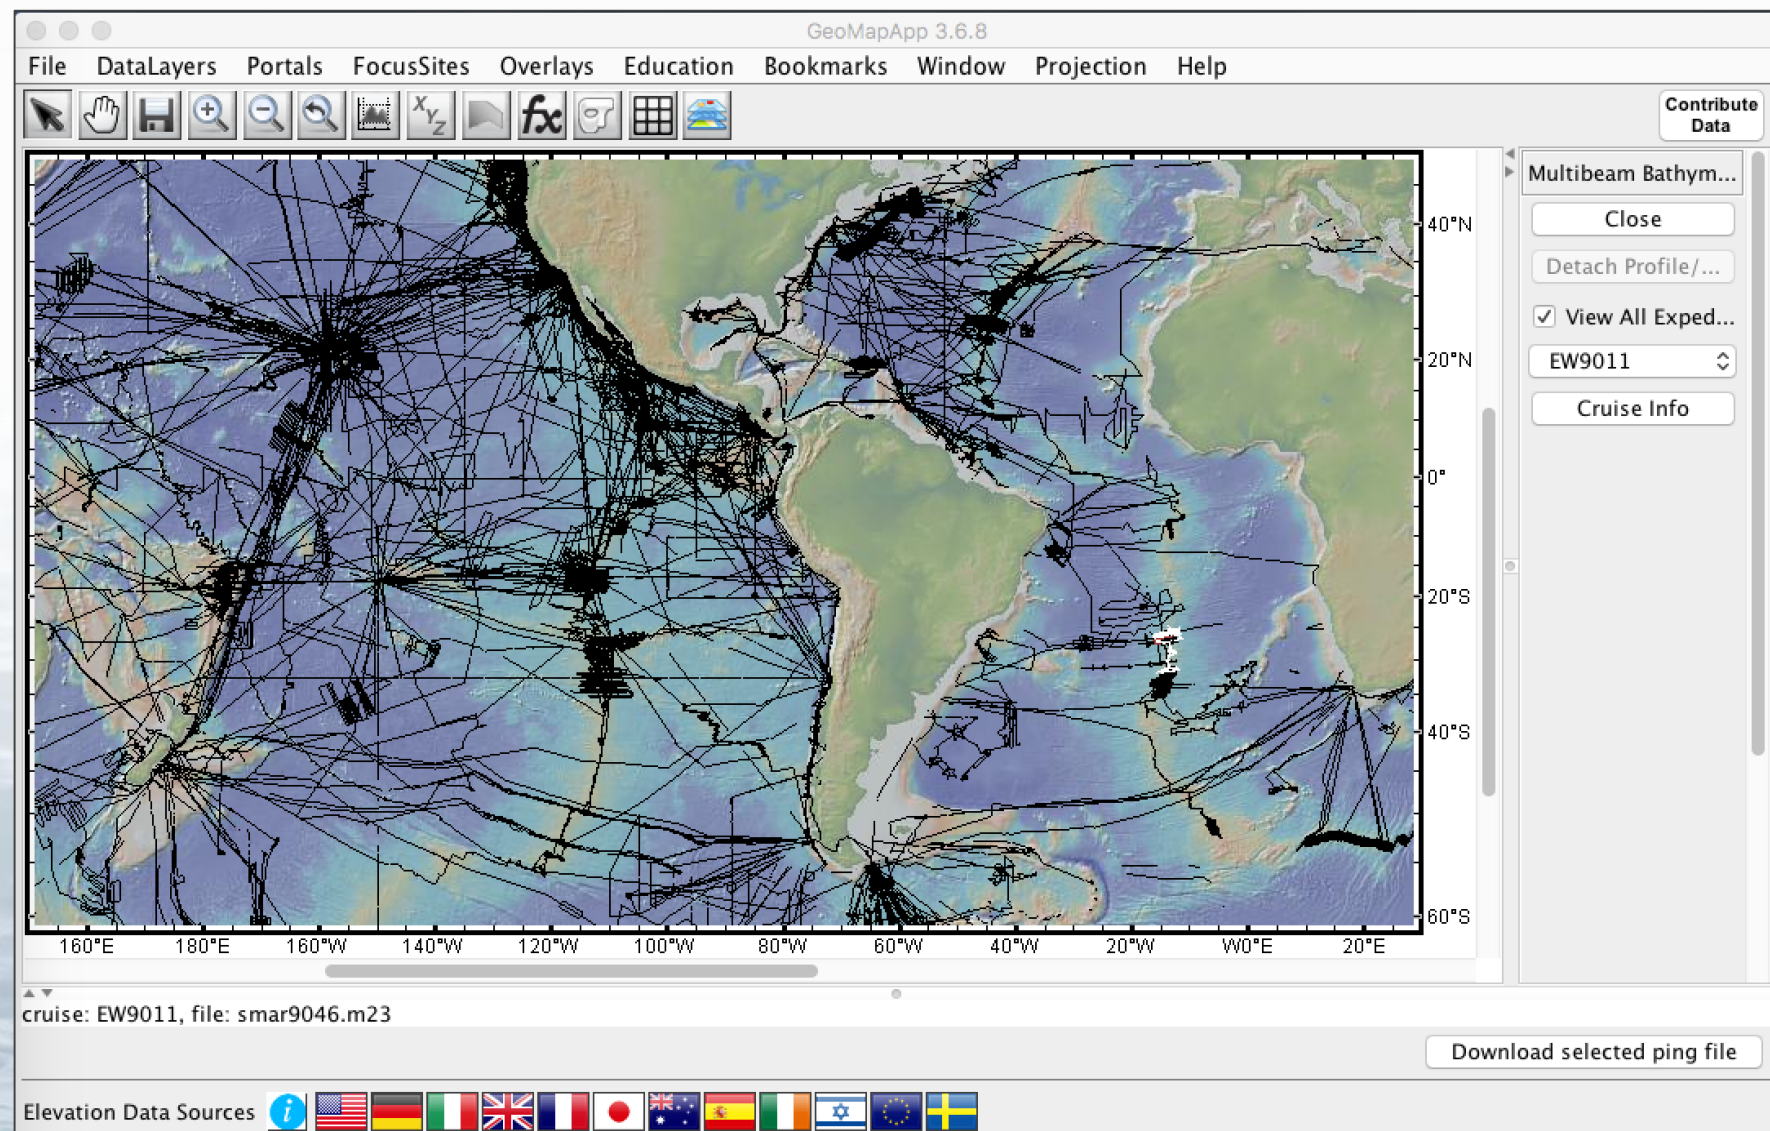 GeoMapApp 3.6.8
File DataLayers Portals FocusSites Overlays Education Bookmarks Window Projection Help
XYZ
fx
Contribute
Data
Multibeam Bathym...
Close
Detach Profile/...
View All Exped...
EW9011
Cruise Info
40°N
20°N
0°
20°S
40°S
60°S
160°E 180°E 160°W 140°W 120°W 100°W 80°W 60°W 40°W 20°W W0°E 20°E
cruise: EW9011, file: smar9046.m23
Download selected ping file
Elevation Data Sources i